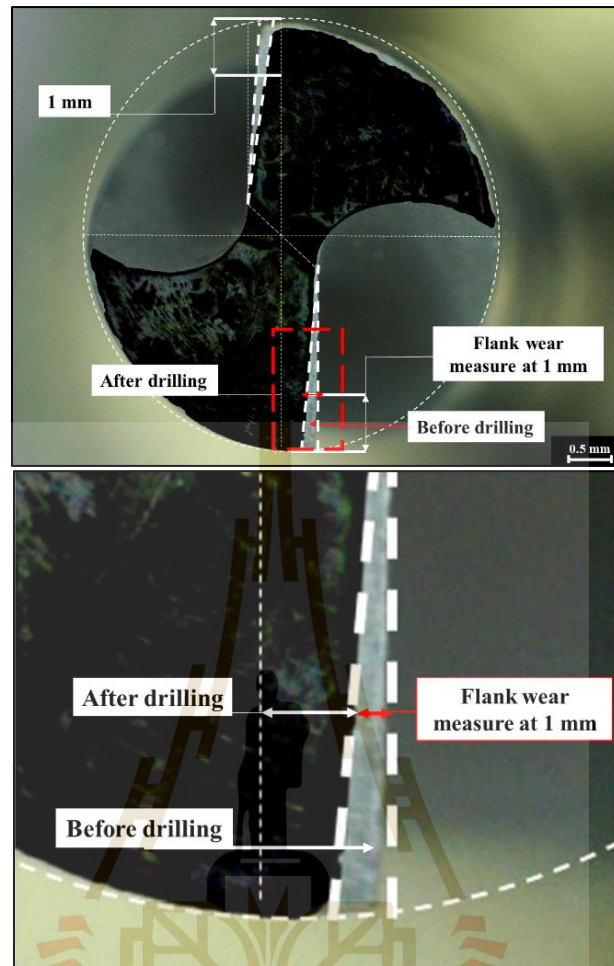 1 mm
After drilling
Flank wear
measure at 1 mm
Before drilling
0.5 mm
After drilling
Flank wear
measure at 1 mm
Before drilling